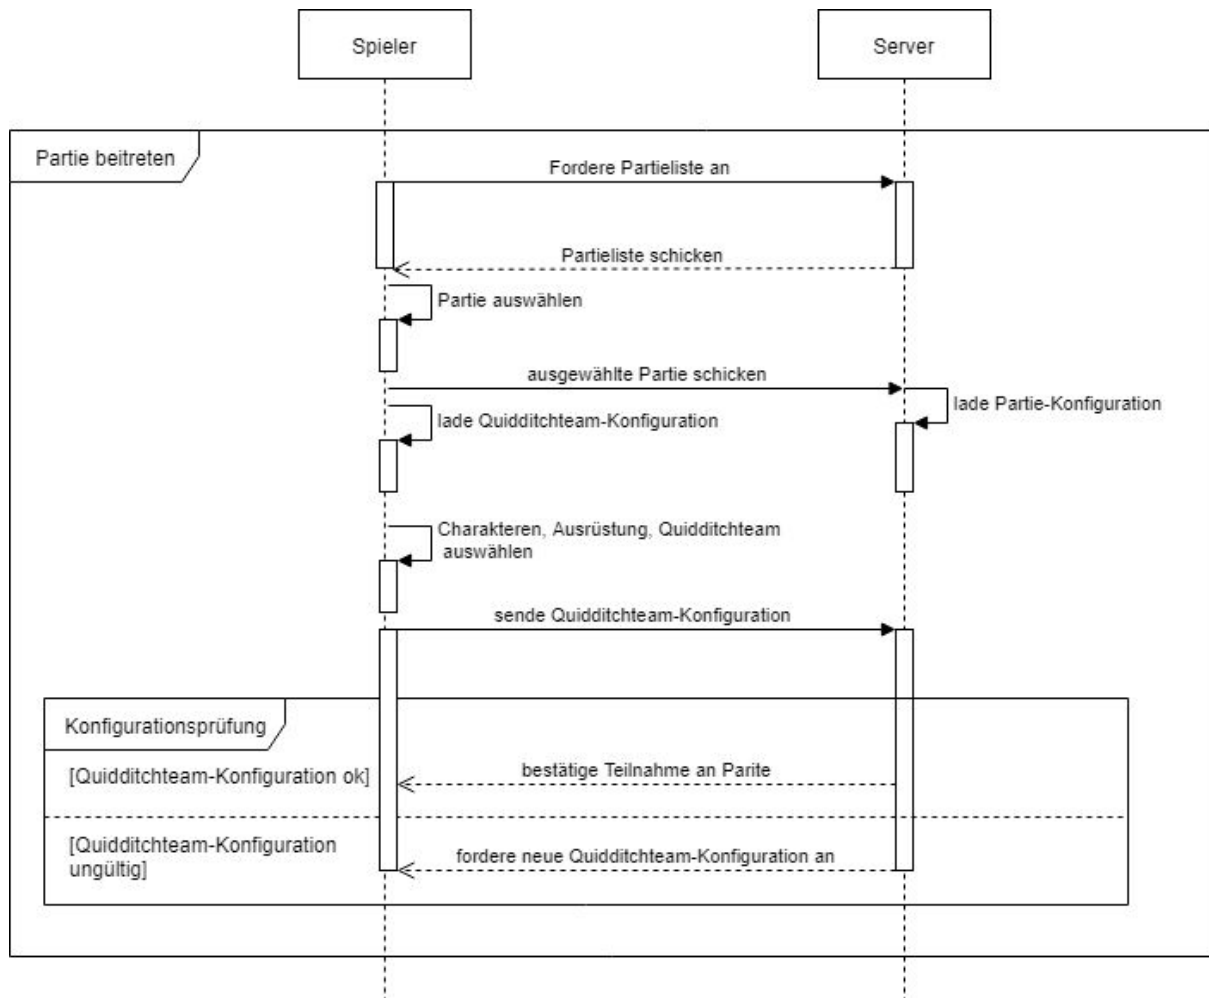 Spieler
Server
Partie beitreten
Fordere Partieliste an
Partieliste schicken
Partie auswählen
ausgewählte Partie schicken
lade Partie-Konfiguration
lade Quidditchteam-Konfiguration
Charakteren, Ausrüstung, Quidditchteam
auswählen
sende Quidditchteam-Konfiguration
Konfigurationsprüfung
[Quidditchteam-Konfiguration ok]
bestätige Teilnahme an Parite
[Quidditchteam-Konfiguration
ungültig]
fordere neue Quidditchteam-Konfiguration an